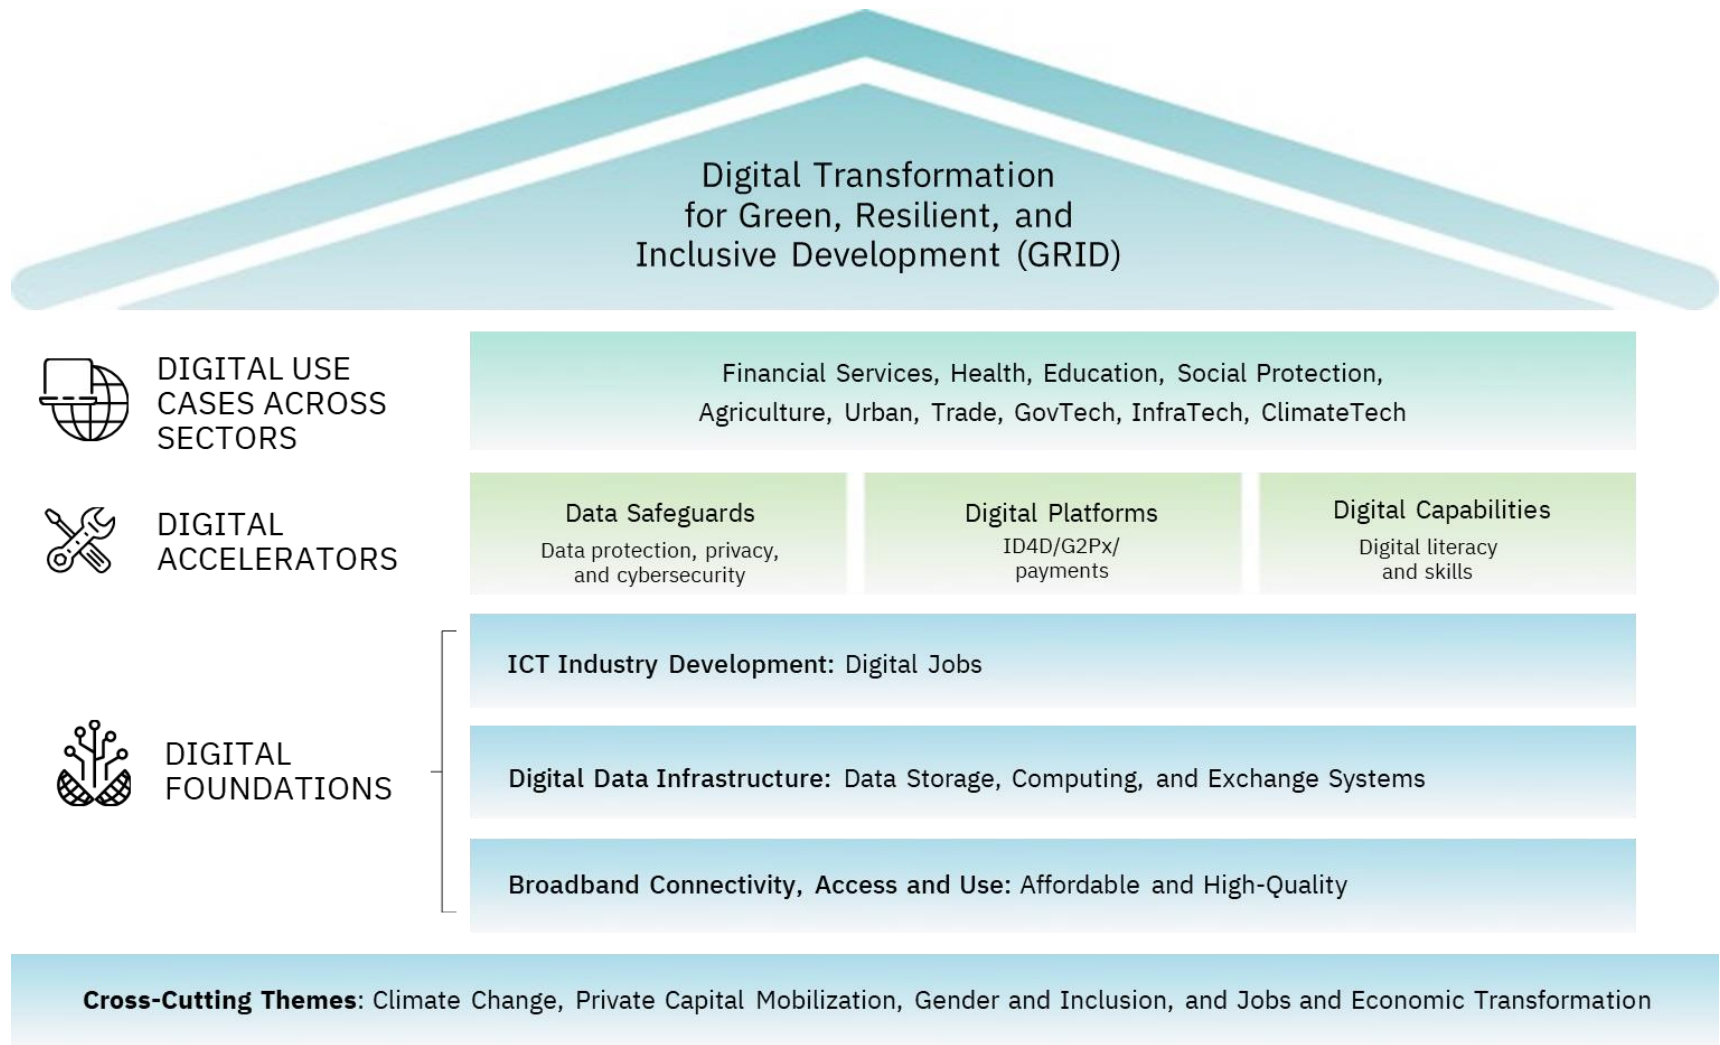 Digital Transformation
for Green, Resilient, and
Inclusive Development (GRID)
DIGITAL USE
CASES ACROSS
SECTORS
Financial Services, Health, Education, Social Protection,
Agriculture, Urban, Trade, GovTech, InfraTech, ClimateTech
DIGITAL
ACCELERATORS
Data Safeguards
Data protection, privacy,
and cybersecurity
Digital Platforms
ID4D/G2Px/
payments
Digital Capabilities
Digital literacy
and skills
DIGITAL
FOUNDATIONS
ICT Industry Development: Digital Jobs
Digital Data Infrastructure: Data Storage, Computing, and Exchange Systems
Broadband Connectivity, Access and Use: Affordable and High-Quality
Cross-Cutting Themes: Climate Change, Private Capital Mobilization, Gender and Inclusion, and Jobs and Economic Transformation